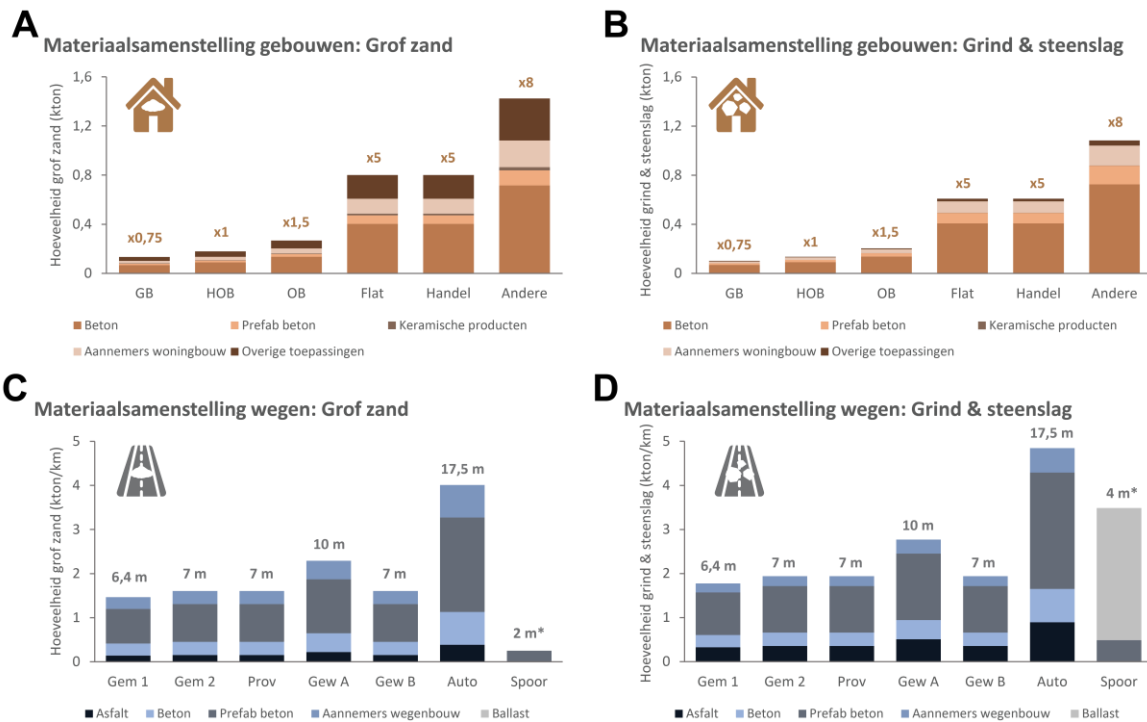 A
Materiaalsamenstelling gebouwen: Grof zand
Hoeveelheid grof zand (kton)
1,6
1,2
0,8
0,4
0
x0,75
x1
x1,5
x5
x5
x8
GB
HOB
OB
Flat
Handel
Andere
Beton
Prefab beton
Keramische producten
Aannemers woningbouw
Overige toepassingen
B
Materiaalsamenstelling gebouwen: Grind & steenslag
Hoeveelheid grind & steenslag (kton)
1,6
1,2
0,8
0,4
0
x0,75
x1
x1,5
x5
x5
x8
GB
HOB
OB
Flat
Handel
Andere
Beton
Prefab beton
Keramische producten
Aannemers woningbouw
Overige toepassingen
C
Materiaalsamenstelling wegen: Grof zand
Hoeveelheid grof zand (kton/km)
5
4
3
2
1
0
6,4 m
7 m
7 m
10 m
7 m
17,5 m
2 m*
Gem 1
Gem 2
Prov
Gew A
Gew B
Auto
Spoor
Asfalt
Beton
Prefab beton
Aannemers wegenbouw
Ballast
D
Materiaalsamenstelling wegen: Grind & steenslag
Hoeveelheid grind & steenslag (kton/km)
5
4
3
2
1
0
6,4 m
7 m
7 m
10 m
7 m
17,5 m
4 m*
Gem 1
Gem 2
Prov
Gew A
Gew B
Auto
Spoor
Asfalt
Beton
Prefab beton
Aannemers wegenbouw
Ballast